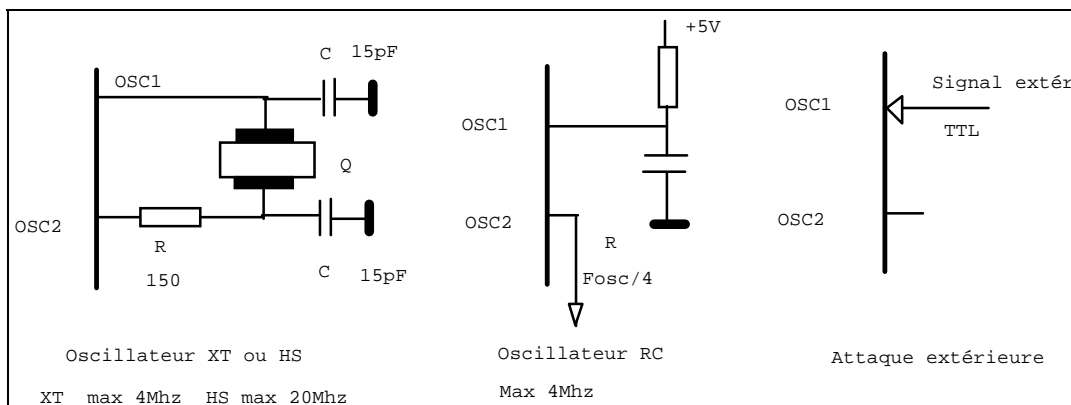 OSC1
C 15pF
Q
OSC2
R
150
C 15pF
Oscillateur XT ou HS
XT max 4Mhz HS max 20Mhz
+5V
OSC1
OSC2
R
Fosc/4
Oscillateur RC
Max 4Mhz
Signal extér
OSC1
TTL
OSC2
Attaque extérieure